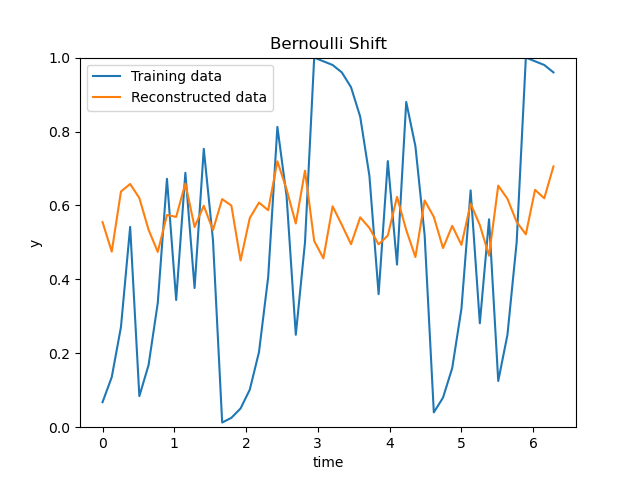 Bernoulli Shift
Training data
Reconstructed data
1.0
0.8
0.6
0.4
0.2
0.0
y
0 1 2 3 4 5 6
time